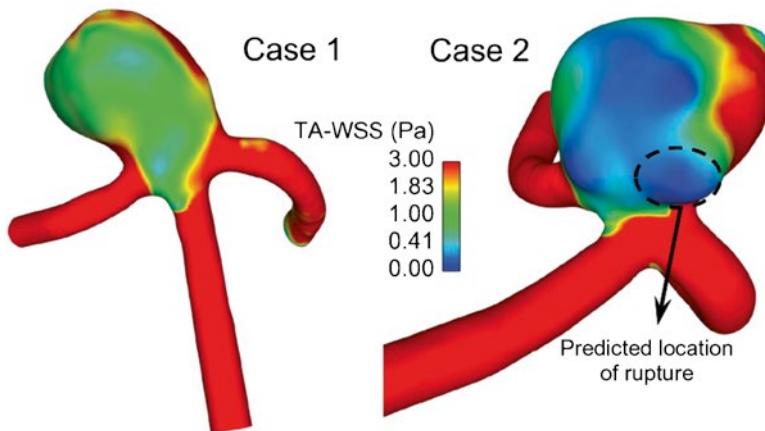 Case 1
Case 2
TA-WSS (Pa)
3.00
1.83
1.00
0.41
0.00
Predicted location
of rupture